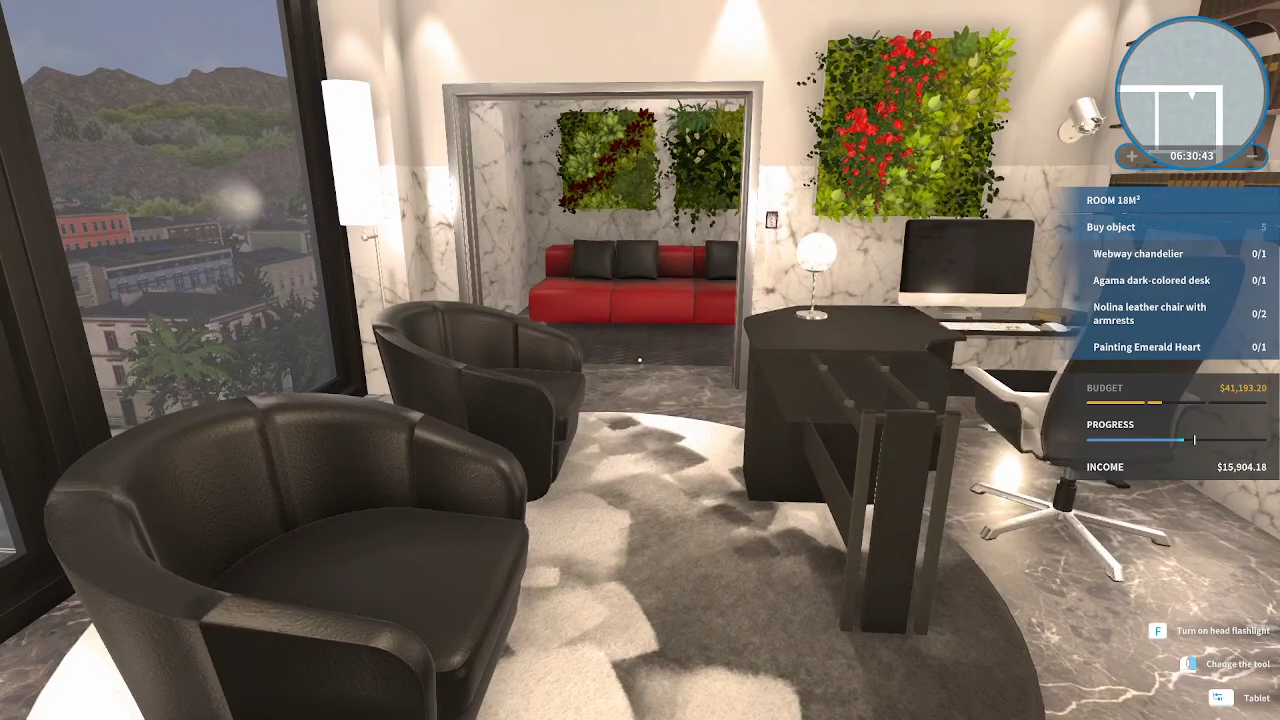 06:30:43
ROOM 18M²
Buy object 5
Webway chandelier 0/1
Agama dark-colored desk 0/1
Nolina leather chair with
armrests 0/2
Painting Emerald Heart 0/1
BUDGET $41,193.20
PROGRESS
INCOME $15,904.18
F Turn on head flashlight
Change the tool
Tablet